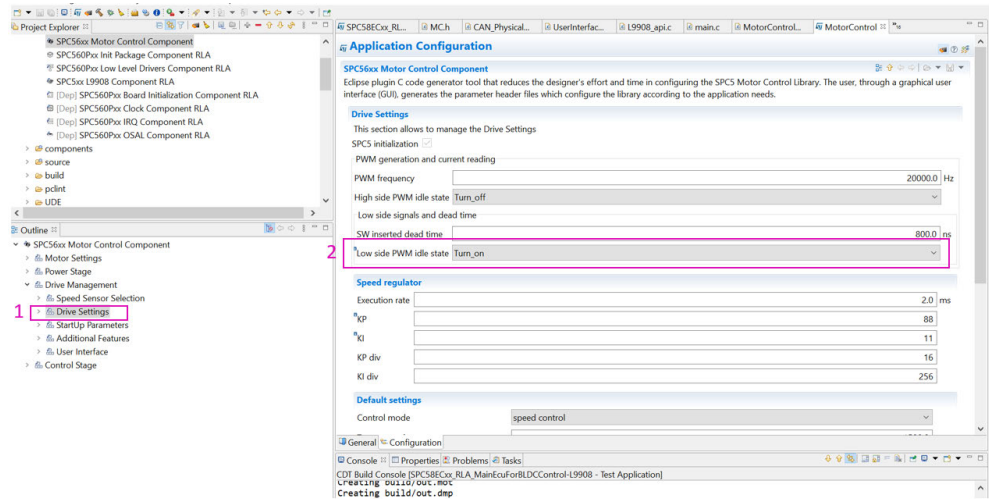 Project Explorer
SPC56xx Motor Control Component
SPC560Pxx Init Package Component RLA
SPC560Pxx Low Level Drivers Component RLA
SPC5xx L9908 Component RLA
[Dep] SPC560Pxx Board Initialization Component RLA
[Dep] SPC560Pxx Clock Component RLA
[Dep] SPC560Pxx IRQ Component RLA
[Dep] SPC560Pxx OSAL Component RLA
components
source
build
pclint
UDE
Outline
SPC56xx Motor Control Component
Motor Settings
Power Stage
Drive Management
Speed Sensor Selection
1 Drive Settings
StartUp Parameters
Additional Features
User Interface
Control Stage
SPC58ECxx_RL... MC.h CAN_Physical... UserInterfac... L9908_api.c main.c MotorControl... MotorControl
Application Configuration
SPC56xx Motor Control Component
Eclipse plugin C code generator tool that reduces the designer's effort and time in configuring the SPC5 Motor Control Library. The user, through a graphical user
interface (GUI), generates the parameter header files which configure the library according to the application needs.
Drive Settings
This section allows to manage the Drive Settings
SPC5 initialization
PWM generation and current reading
PWM frequency 20000.0 Hz
High side PWM idle state Turn_off
Low side signals and dead time
SW inserted dead time 800.0 ns
2 Low side PWM idle state Turn_on
Speed regulator
Execution rate 2.0 ms
KP 88
KI 11
KP div 16
KI div 256
Default settings
Control mode speed control
General Configuration
Console Properties Problems Tasks
CDT Build Console [SPC58ECxx_RLA_MainEcuForBLDCControl-L9908 - Test Application]
Creating build/out.mot
Creating build/out.dmp